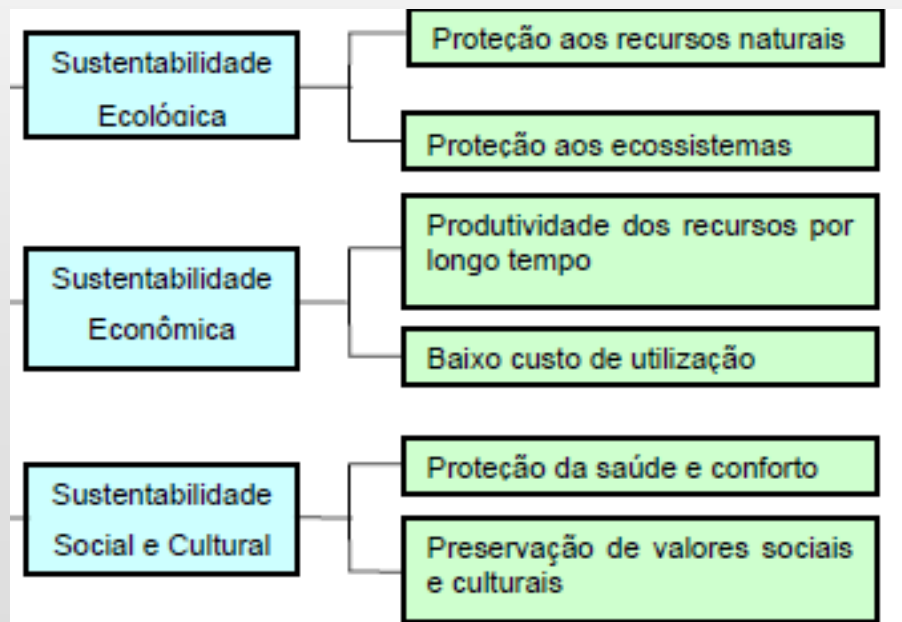 Sustentabilidade
Ecológica
Proteção aos recursos naturais
Proteção aos ecossistemas
Sustentabilidade
Econômica
Produtividade dos recursos por
longo tempo
Baixo custo de utilização
Sustentabilidade
Social e Cultural
Proteção da saúde e conforto
Preservação de valores sociais
e culturais